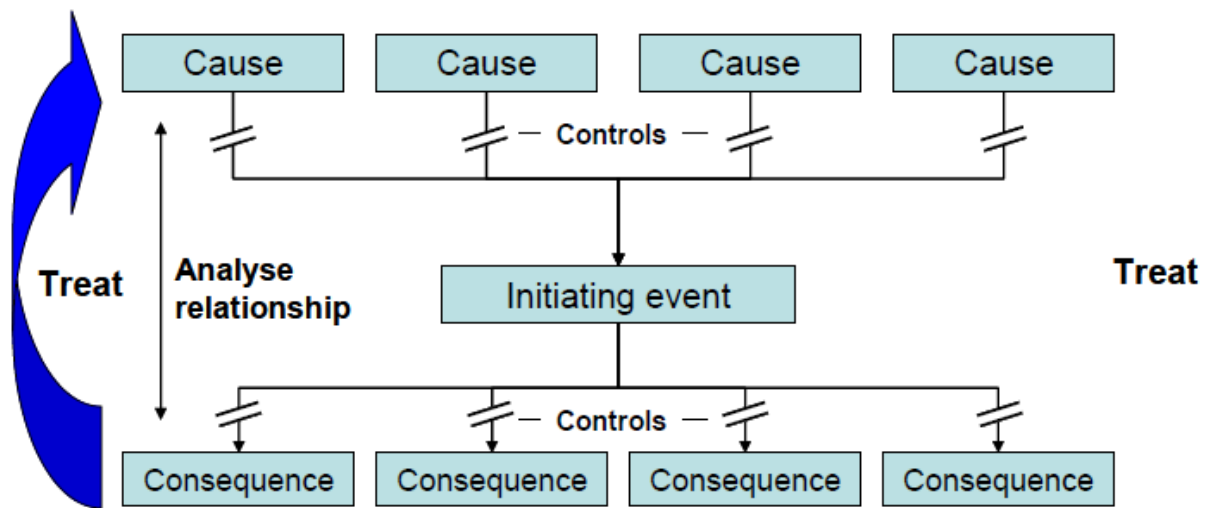 Cause
Cause
Cause
Cause
Controls
Treat
Analyse
relationship
Initiating event
Treat
Controls
Consequence
Consequence
Consequence
Consequence